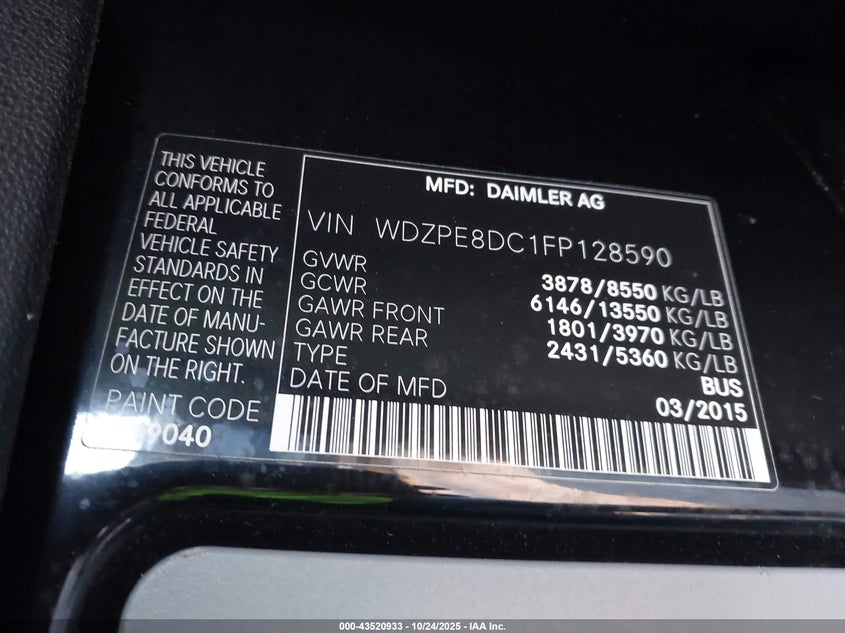 THIS VEHICLE
CONFORMS TO
ALL APPLICABLE
FEDERAL
VEHICLE SAFETY
STANDARDS IN
EFFECT ON THE
DATE OF MANU-
FACTURE SHOWN
ON THE RIGHT.
PAINT CODE
9040
MFD: DAIMLER AG
VIN WDZPE8DC1FP128590
GVWR 3878/8550 KG/LB
GCWR 6146/13550 KG/LB
GAWR FRONT 1801/3970 KG/LB
GAWR REAR 2431/5360 KG/LB
TYPE BUS
DATE OF MFD 03/2015
000-43520933 - 10/24/2025 - IAA Inc.